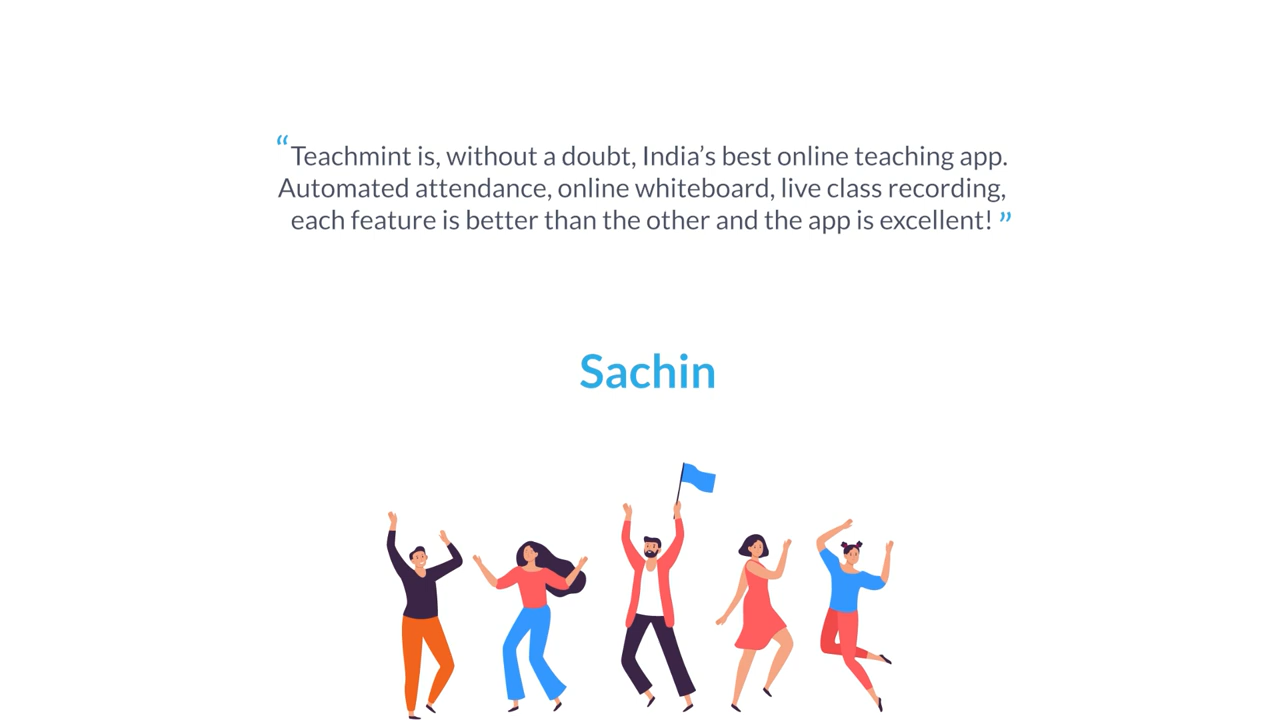 “Teachmint is, without a doubt, India’s best online teaching app.
Automated attendance, online whiteboard, live class recording,
each feature is better than the other and the app is excellent! ”
Sachin